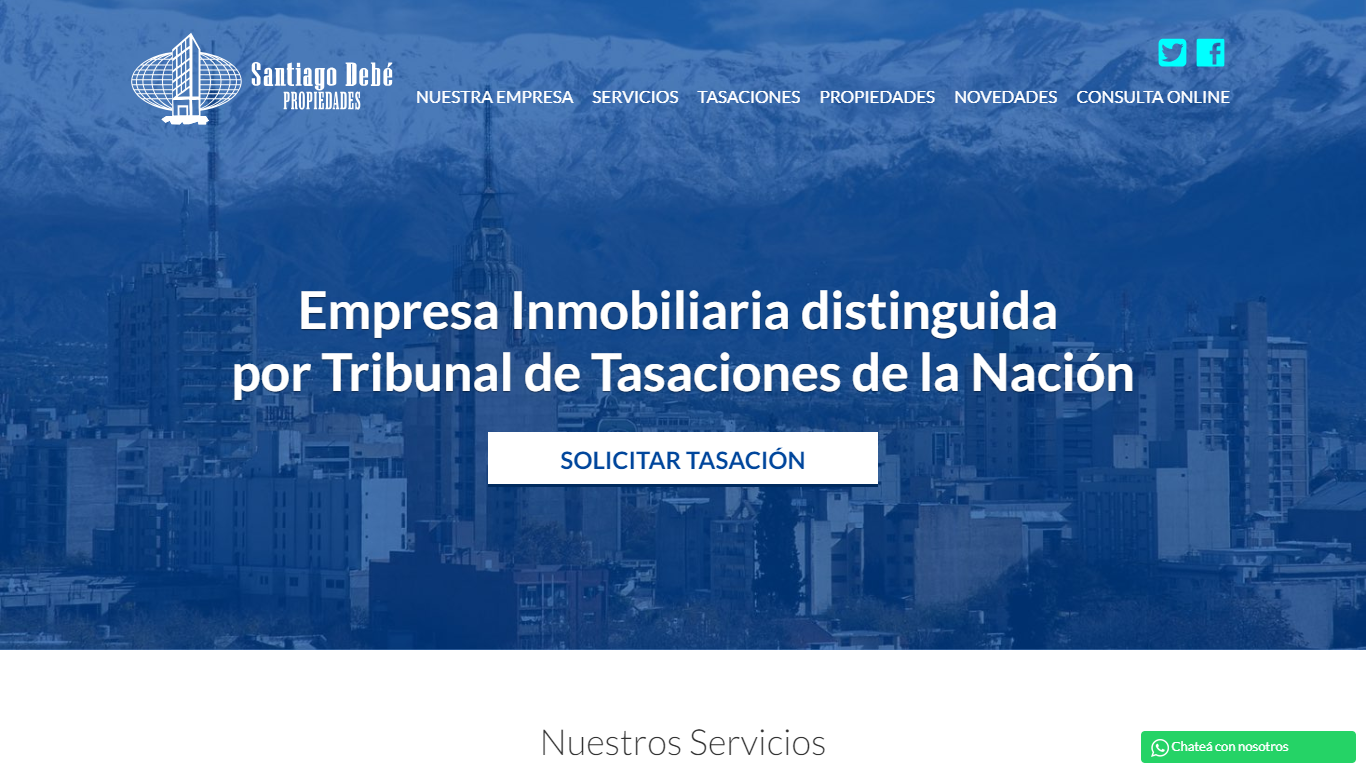 Santiago Debé
PROPIEDADES
NUESTRA EMPRESA SERVICIOS TASACIONES PROPIEDADES NOVEDADES CONSULTA ONLINE
Empresa Inmobiliaria distinguida
por Tribunal de Tasaciones de la Nación
SOLICITAR TASACIÓN
Nuestros Servicios
Chateá con nosotros